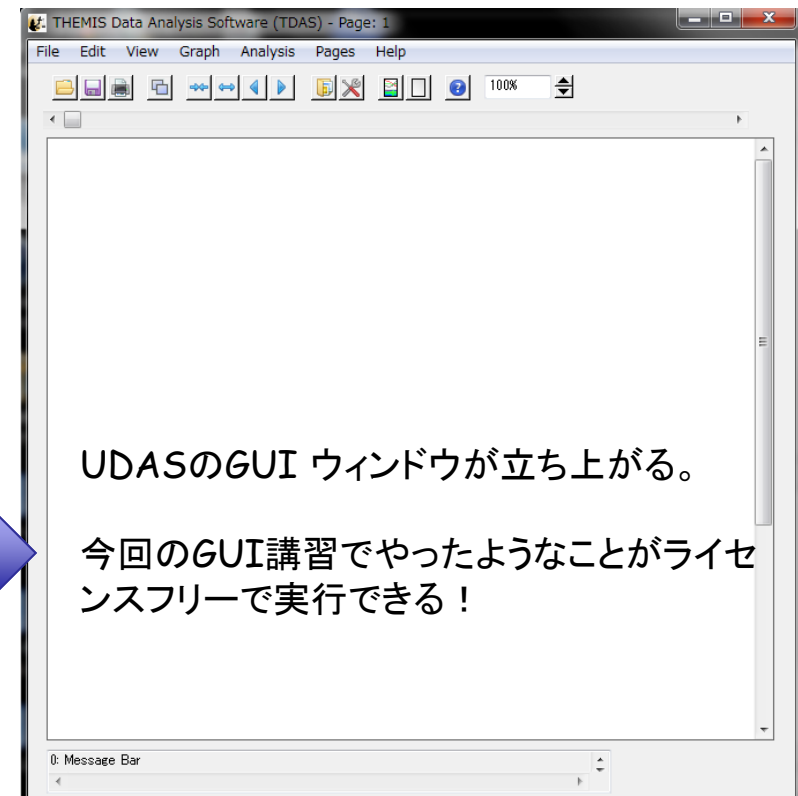 THEMIS Data Analysis Software (TDAS) - Page: 1
File Edit View Graph Analysis Pages Help
100%
UDASのGUI ウィンドウが立ち上がる。
今回のGUI講習でやったようなことがライセ
ンスフリーで実行できる！
0: Message Bar